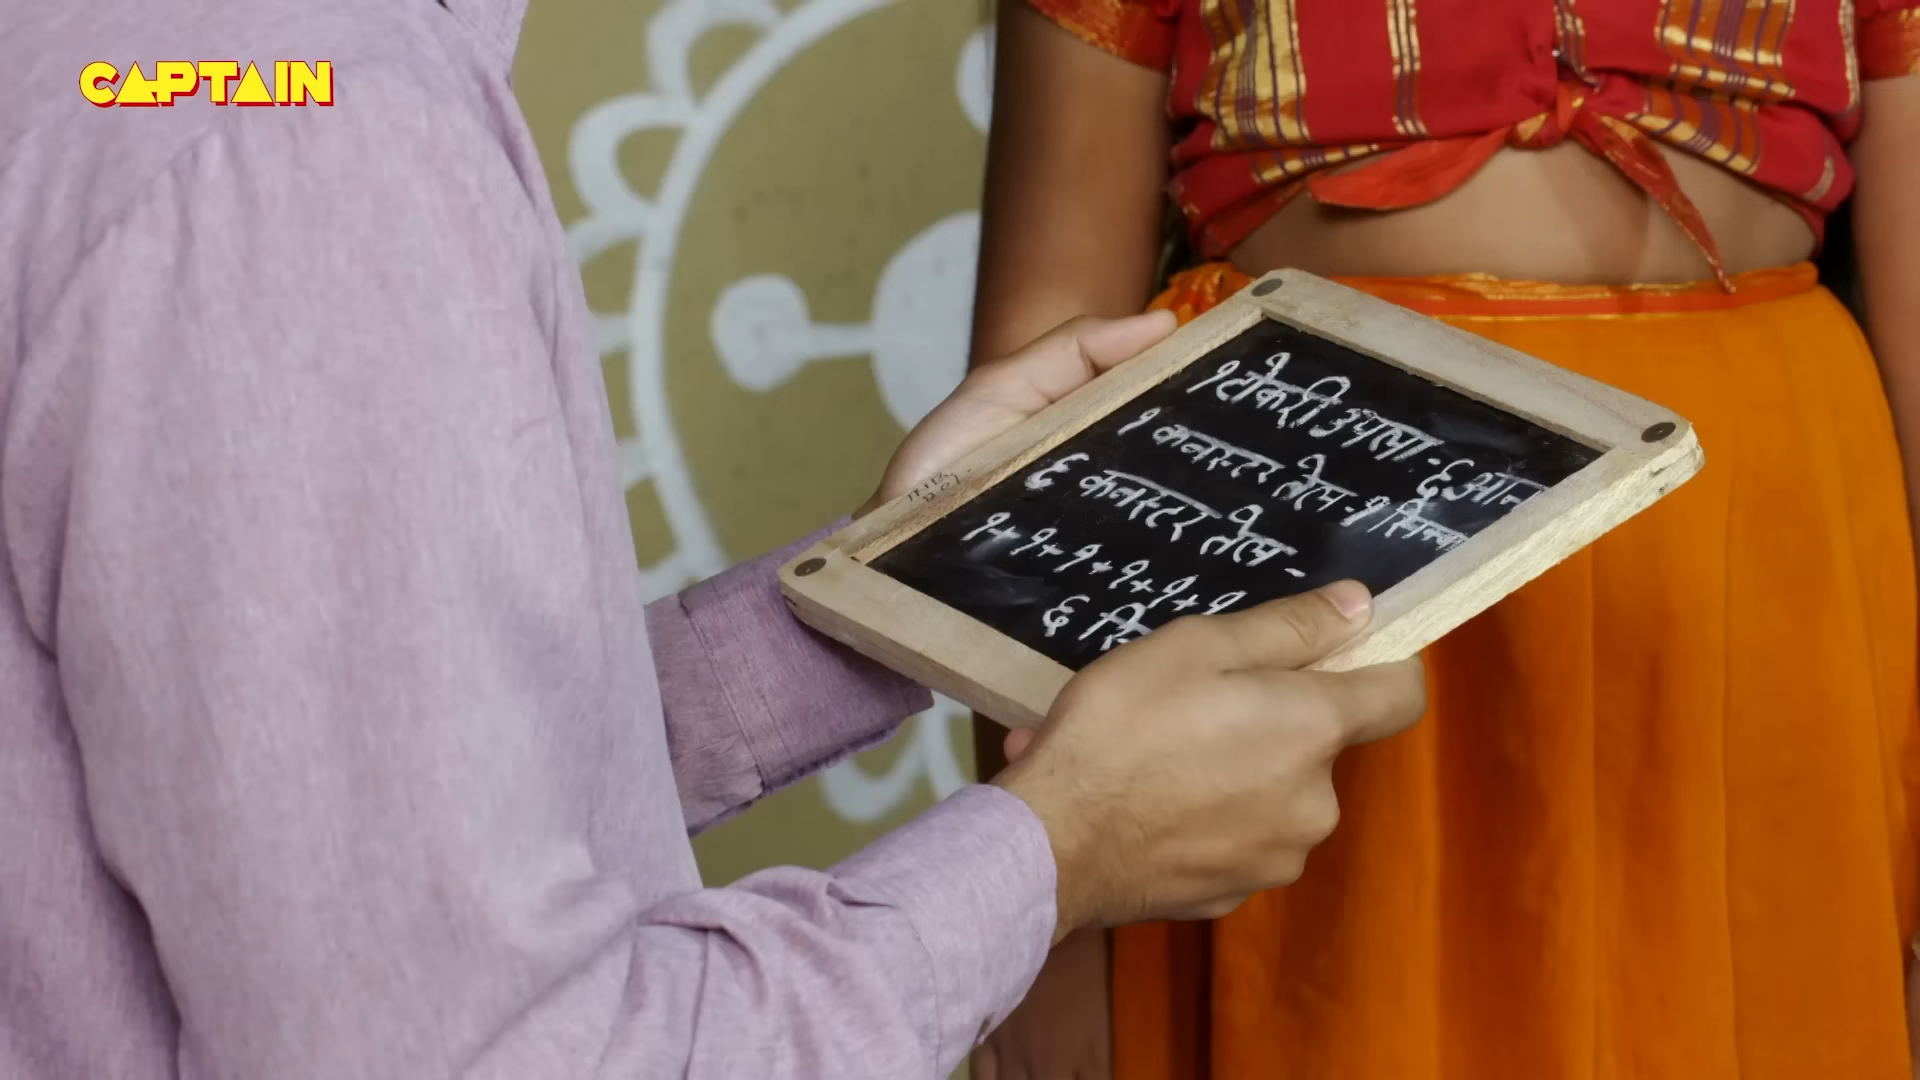 CAPTAIN
१ टोकरी उपला - ६ आना
१ कनस्टर तेल - १ सिक्का
६ कनस्टर तेल -
१+१+१+१+१+१
६